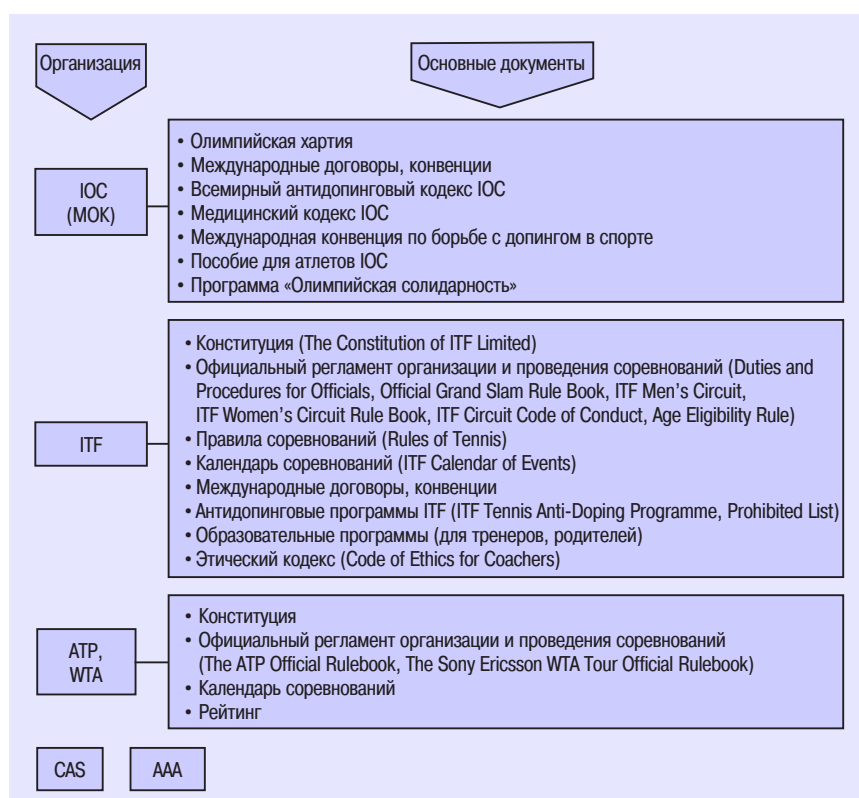 Организация
Основные документы
IOC
(МОК)
• Олимпийская хартия
• Международные договоры, конвенции
• Всемирный антидопинговый кодекс IOC
• Медицинский кодекс IOC
• Международная конвенция по борьбе с допингом в спорте
• Пособие для атлетов IOC
• Программа «Олимпийская солидарность»
ITF
• Конституция (The Constitution of ITF Limited)
• Официальный регламент организации и проведения соревнований (Duties and
Procedures for Officials, Official Grand Slam Rule Book, ITF Men’s Circuit,
ITF Women’s Circuit Rule Book, ITF Circuit Code of Conduct, Age Eligibility Rule)
• Правила соревнований (Rules of Tennis)
• Календарь соревнований (ITF Calendar of Events)
• Международные договоры, конвенции
• Антидопинговые программы ITF (ITF Tennis Anti-Doping Programme, Prohibited List)
• Образовательные программы (для тренеров, родителей)
• Этический кодекс (Code of Ethics for Coachers)
ATP,
WTA
• Конституция
• Официальный регламент организации и проведения соревнований
(The ATP Official Rulebook, The Sony Ericsson WTA Tour Official Rulebook)
• Календарь соревнований
• Рейтинг
CAS
AAA